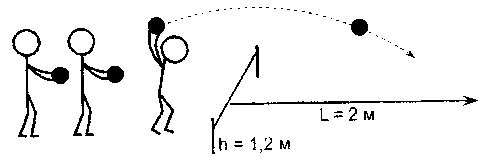 L = 2 м
h = 1,2 м